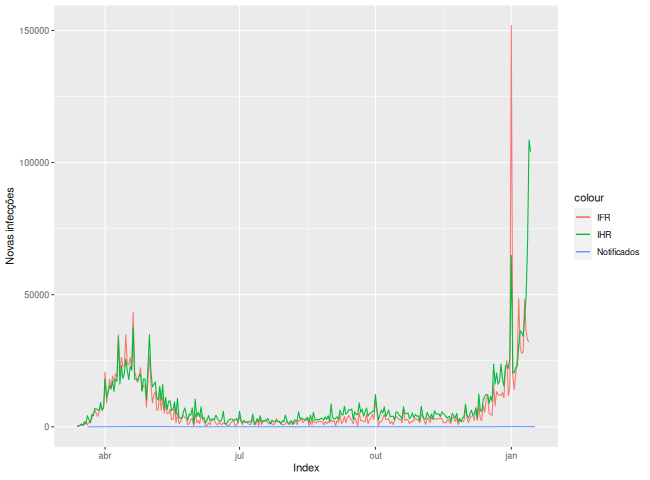 150000
100000
50000
0
Novas infecções
abr
jul
out
jan
Index
colour
IFR
IHR
Notificados